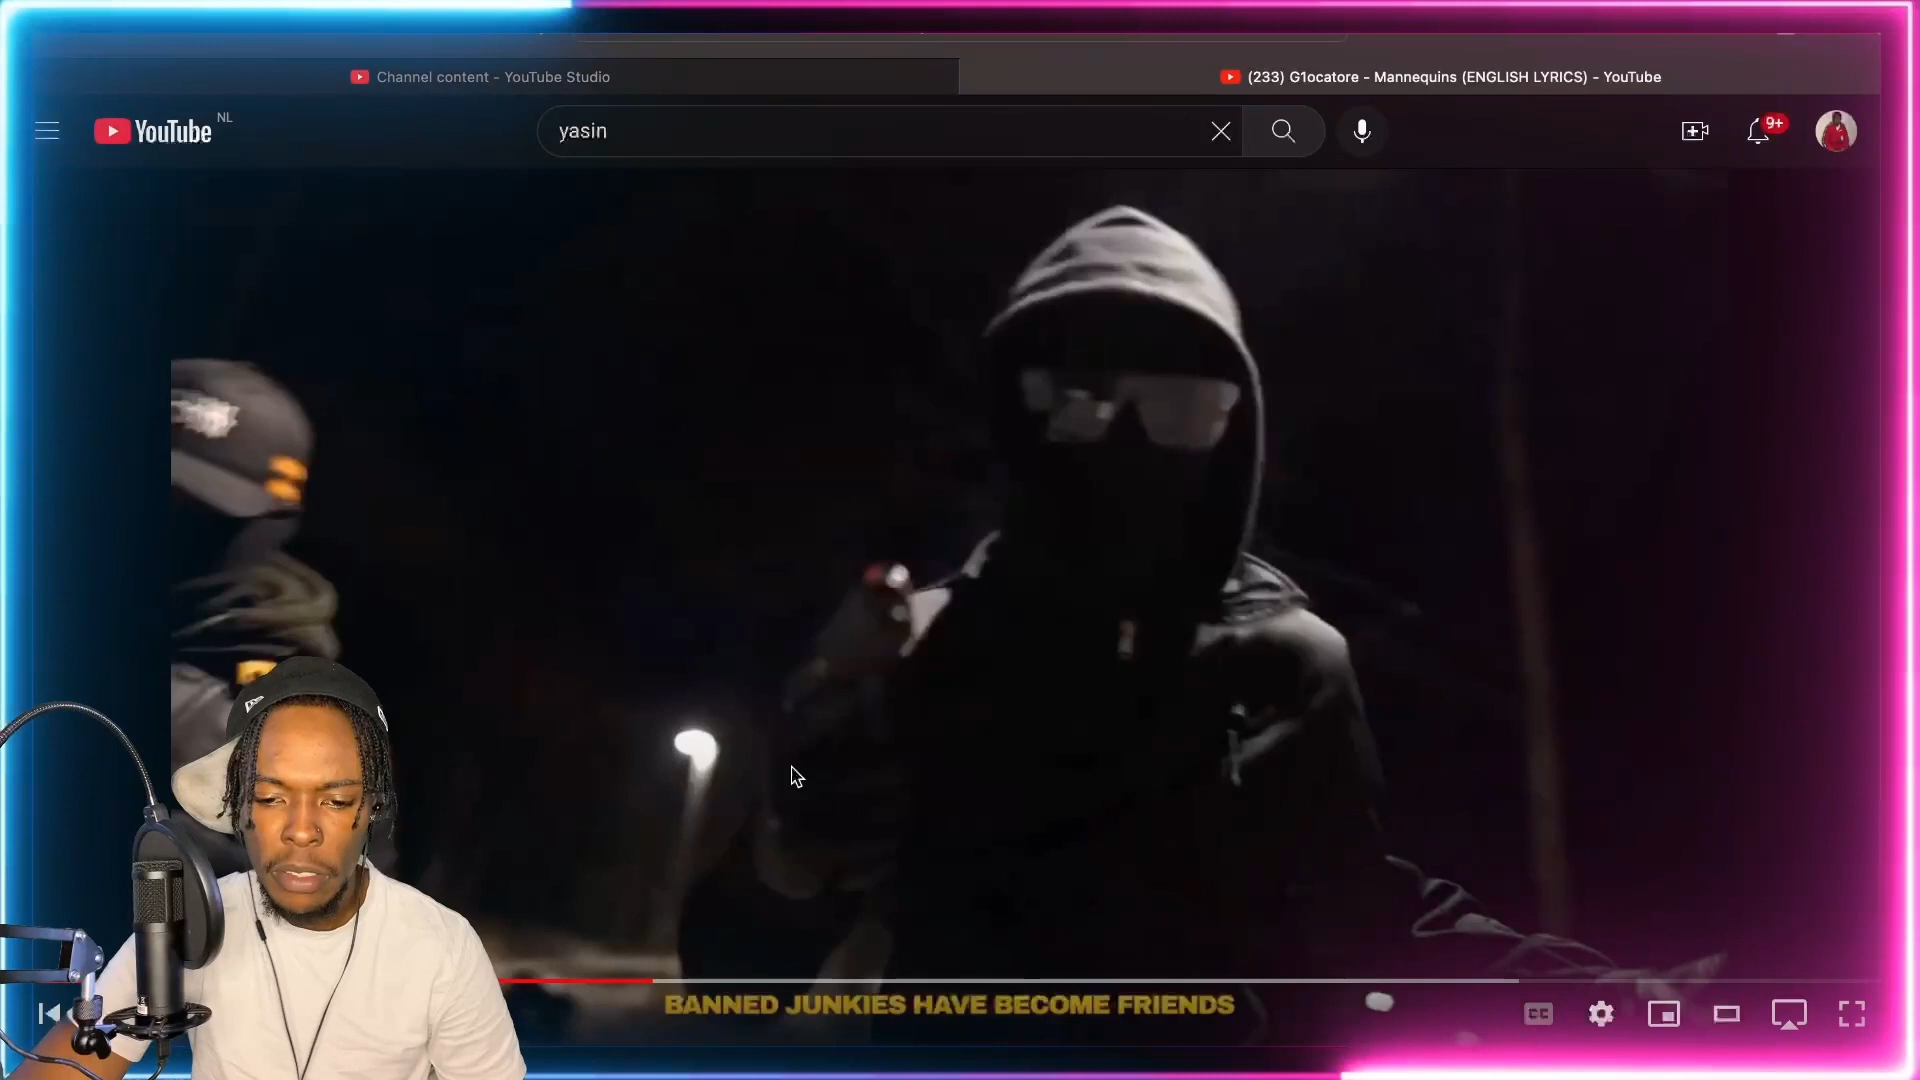 Channel content - YouTube Studio
(233) G1ocatore - Mannequins (ENGLISH LYRICS) - YouTube
YouTube NL
yasin
9+
BANNED JUNKIES HAVE BECOME FRIENDS
CC